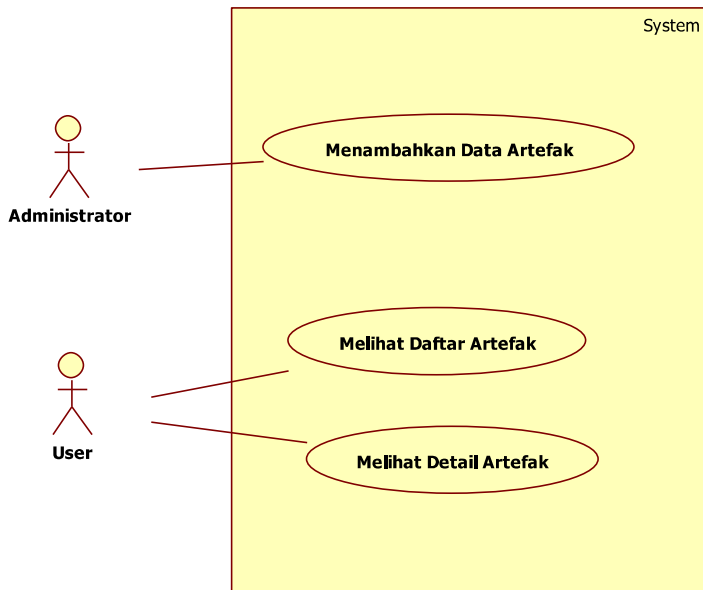 System
Menambahkan Data Artefak
Administrator
Melihat Daftar Artefak
User
Melihat Detail Artefak